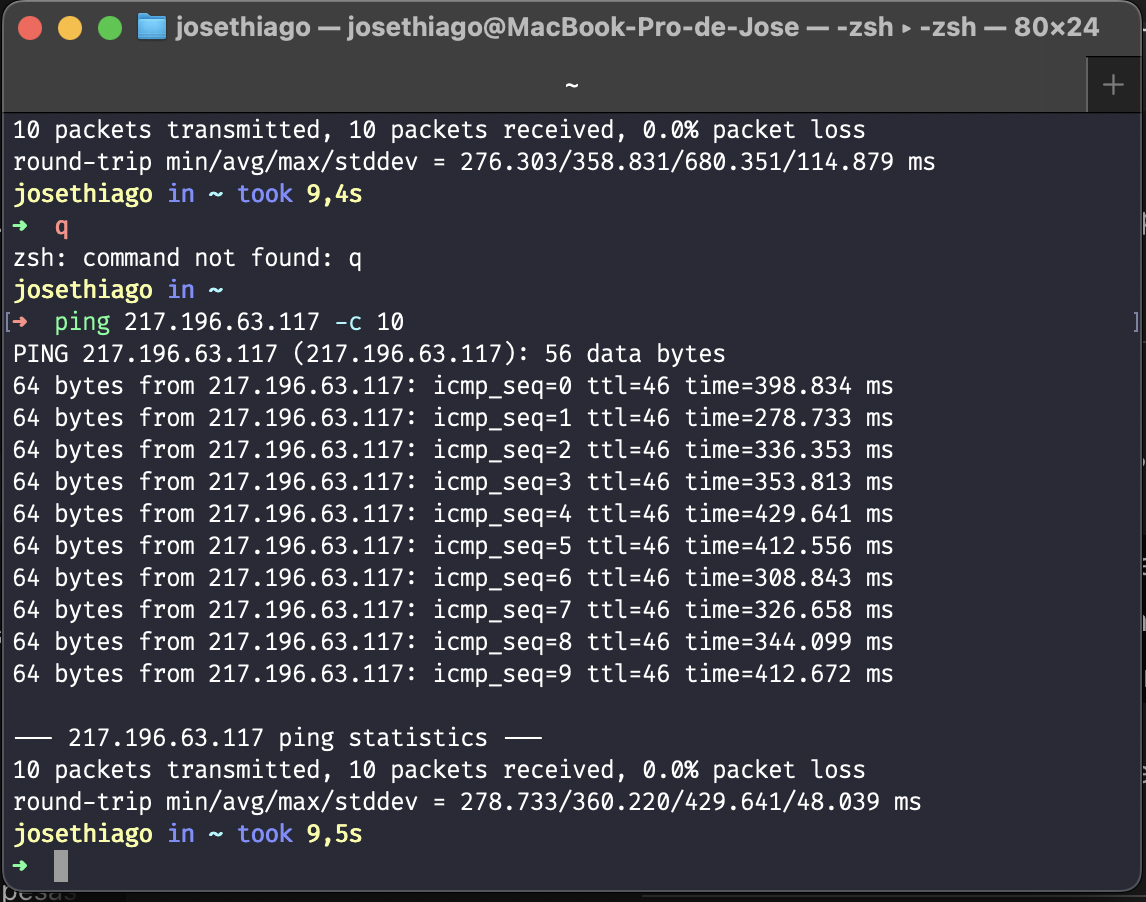 josethiago — josethiago@MacBook-Pro-de-Jose — -zsh ▸ -zsh — 80×24
~
10 packets transmitted, 10 packets received, 0.0% packet loss
round-trip min/avg/max/stddev = 276.303/358.831/680.351/114.879 ms
josethiago in ~ took 9,4s
➜ q
zsh: command not found: q
josethiago in ~
[➜ ping 217.196.63.117 -c 10 ]
PING 217.196.63.117 (217.196.63.117): 56 data bytes
64 bytes from 217.196.63.117: icmp_seq=0 ttl=46 time=398.834 ms
64 bytes from 217.196.63.117: icmp_seq=1 ttl=46 time=278.733 ms
64 bytes from 217.196.63.117: icmp_seq=2 ttl=46 time=336.353 ms
64 bytes from 217.196.63.117: icmp_seq=3 ttl=46 time=353.813 ms
64 bytes from 217.196.63.117: icmp_seq=4 ttl=46 time=429.641 ms
64 bytes from 217.196.63.117: icmp_seq=5 ttl=46 time=412.556 ms
64 bytes from 217.196.63.117: icmp_seq=6 ttl=46 time=308.843 ms
64 bytes from 217.196.63.117: icmp_seq=7 ttl=46 time=326.658 ms
64 bytes from 217.196.63.117: icmp_seq=8 ttl=46 time=344.099 ms
64 bytes from 217.196.63.117: icmp_seq=9 ttl=46 time=412.672 ms
--- 217.196.63.117 ping statistics ---
10 packets transmitted, 10 packets received, 0.0% packet loss
round-trip min/avg/max/stddev = 278.733/360.220/429.641/48.039 ms
josethiago in ~ took 9,5s
➜